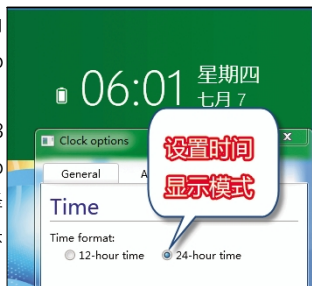 06:01
星期四
七月 7
Clock options
x
设置时间
显示模式
General
A
Time
Time format:
12-hour time
24-hour time